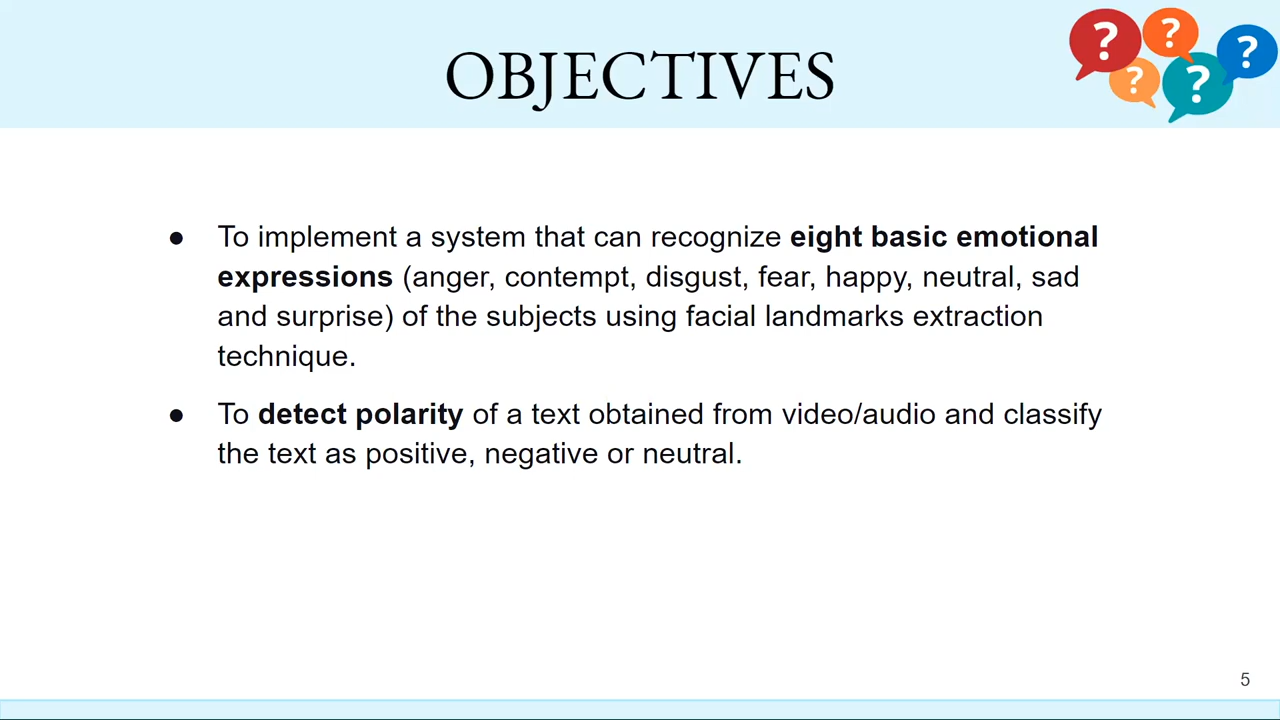 OBJECTIVES
? ? ? ? ?
● To implement a system that can recognize eight basic emotional
expressions (anger, contempt, disgust, fear, happy, neutral, sad
and surprise) of the subjects using facial landmarks extraction
technique.
● To detect polarity of a text obtained from video/audio and classify
the text as positive, negative or neutral.
5